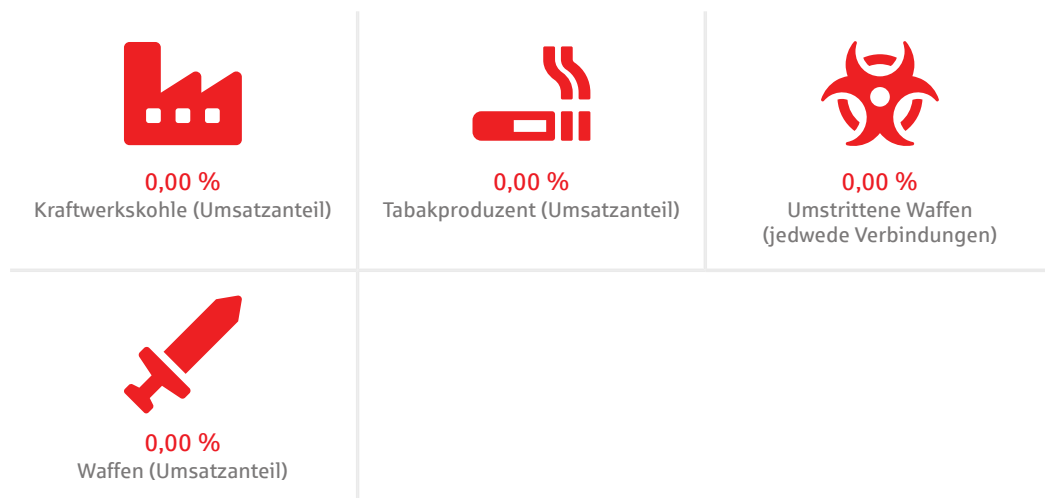 0,00 %
Kraftwerkskohle (Umsatzanteil)
0,00 %
Tabakproduzent (Umsatzanteil)
0,00 %
Umstrittene Waffen
(jedwede Verbindungen)
0,00 %
Waffen (Umsatzanteil)